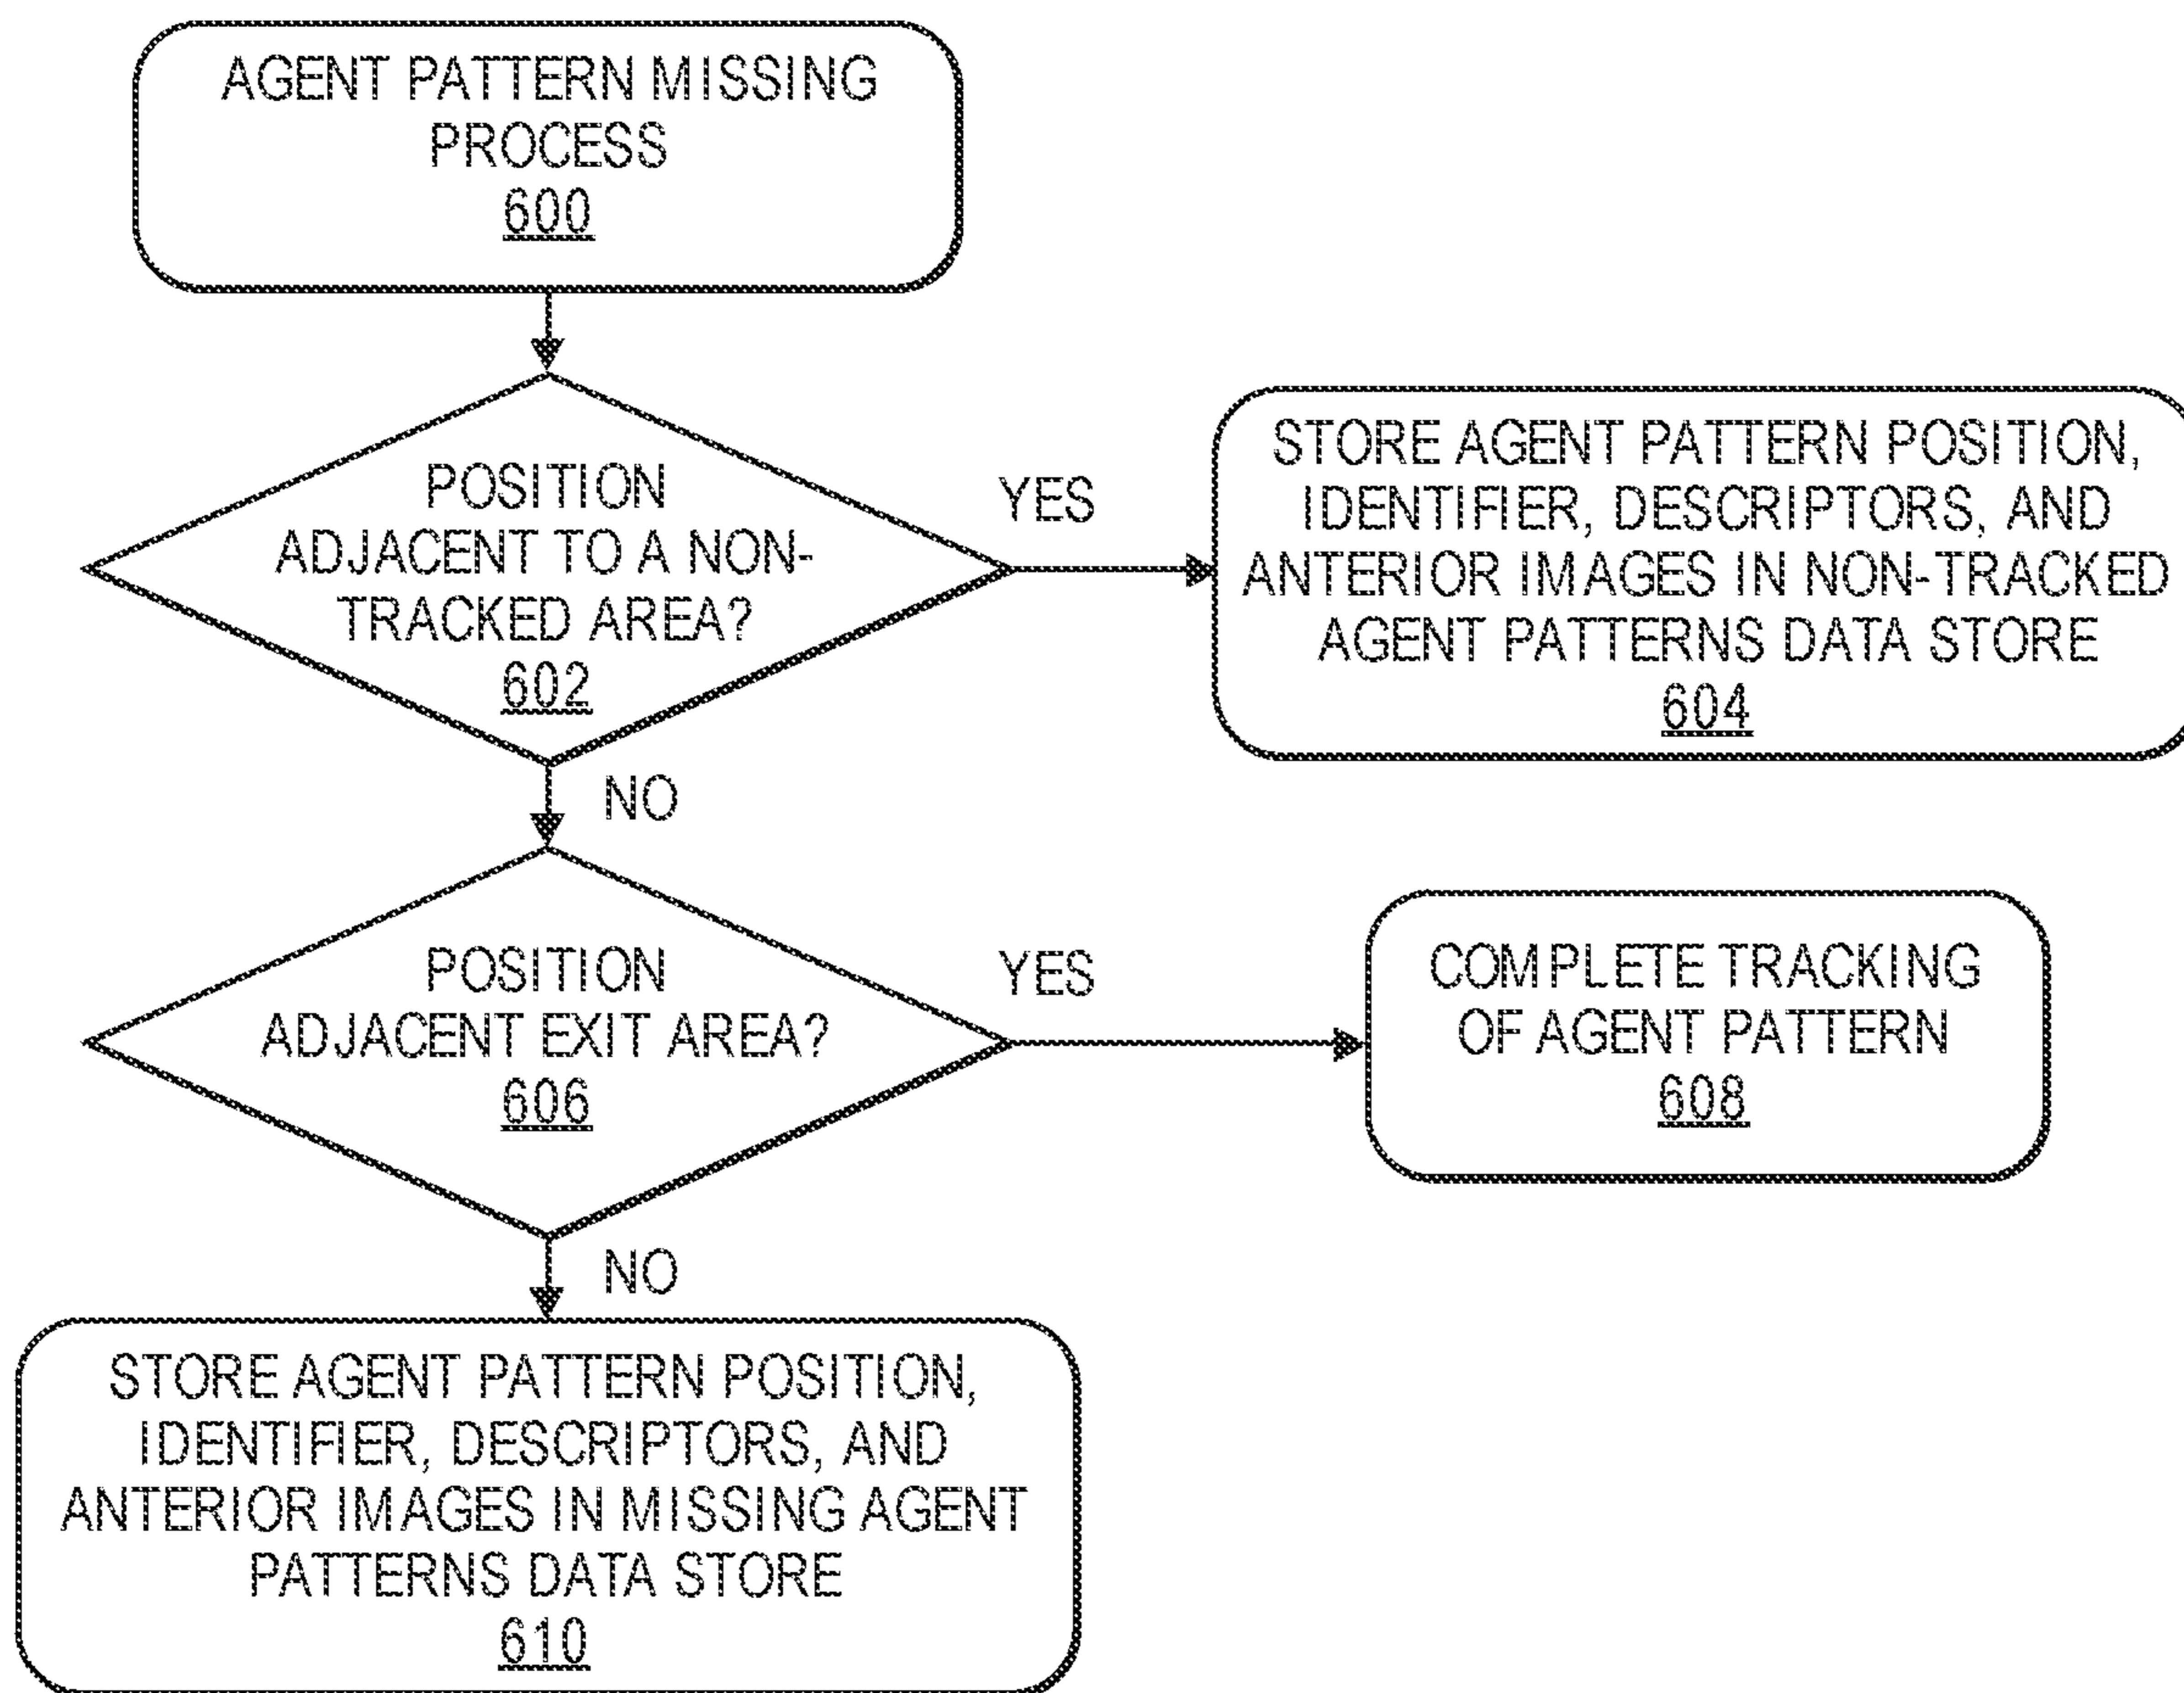 AGENT PATTERN MISSING
PROCESS
600
POSITION
ADJACENT TO A NON-
TRACKED AREA?
602
YES
STORE AGENT PATTERN POSITION,
IDENTIFIER, DESCRIPTORS, AND
ANTERIOR IMAGES IN NON-TRACKED
AGENT PATTERNS DATA STORE
604
NO
POSITION
ADJACENT EXIT AREA?
606
YES
COMPLETE TRACKING
OF AGENT PATTERN
608
NO
STORE AGENT PATTERN POSITION,
IDENTIFIER, DESCRIPTORS, AND
ANTERIOR IMAGES IN MISSING AGENT
PATTERNS DATA STORE
610